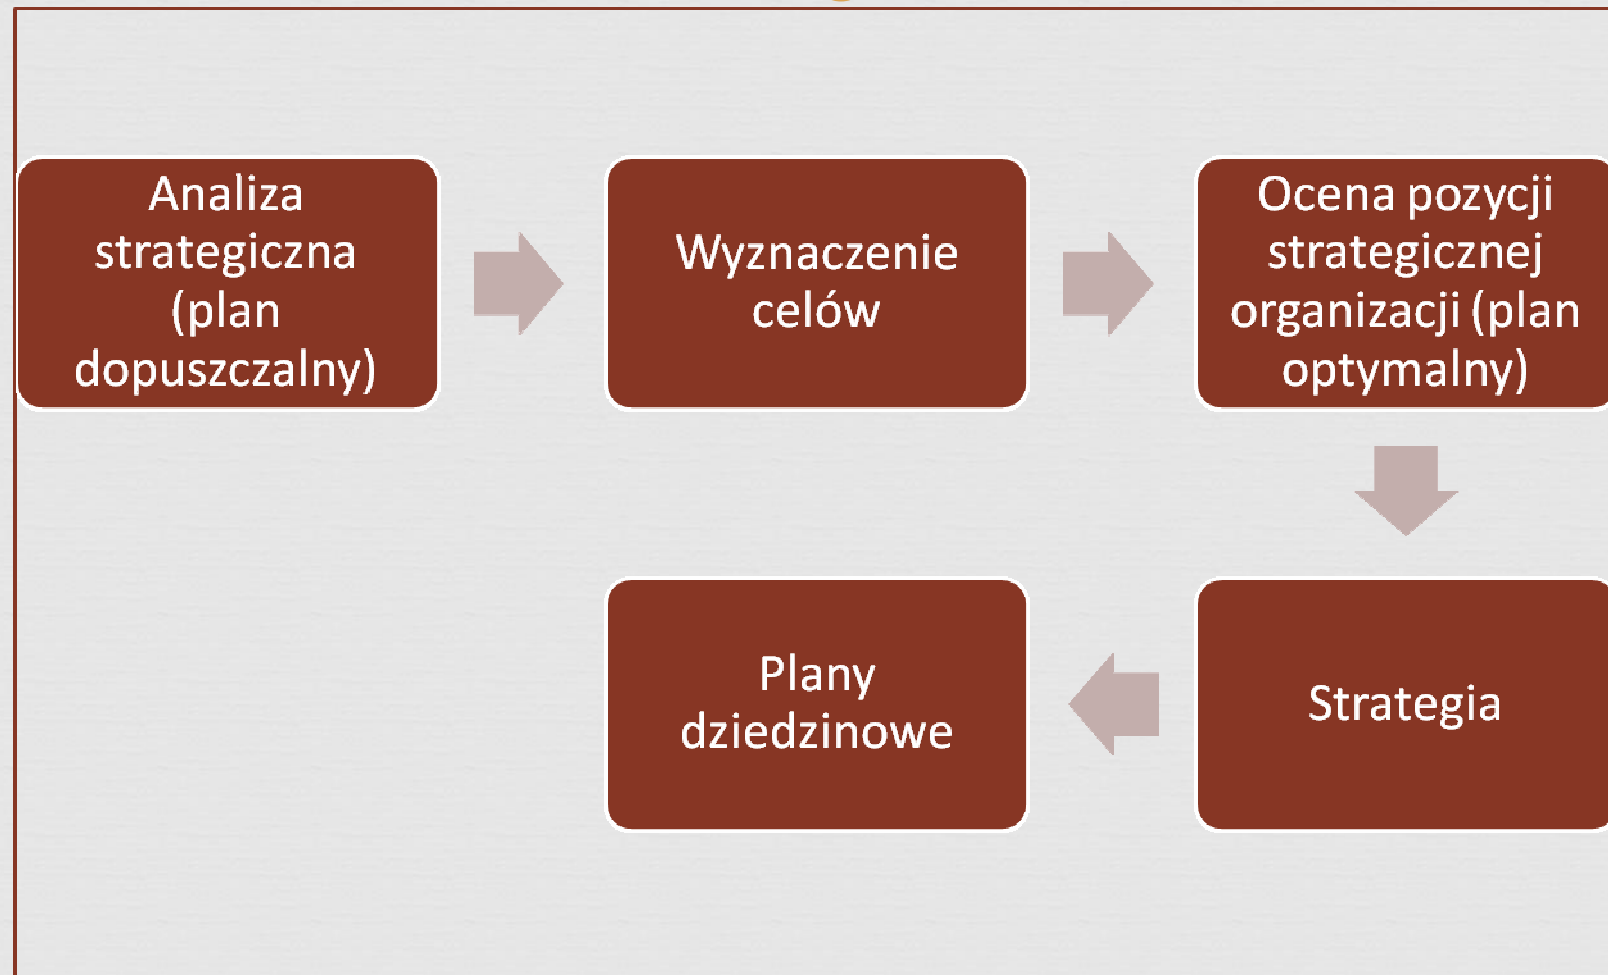 Analiza
strategiczna
(plan
dopuszczalny)
Wyznaczenie
celów
Ocena pozycji
strategicznej
organizacji (plan
optymalny)
Strategia
Plany
dziedzinowe